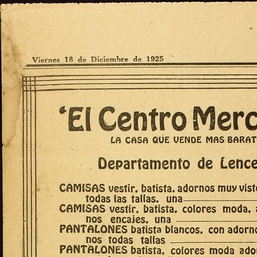 Viernes 18 de Diciembre de 1925
'El Centro Merc
LA CASA QUE VENDE MAS BARAT
Departamento de Lence
CAMISAS vestir, batista, adornos muy visto
todas las tallas, una
CAMISAS vestir, batista, colores moda, a
nos encajes, una
PANTALONES batista blancos, con adorno
nos todas tallas
PANTALONES batista, colores moda ador